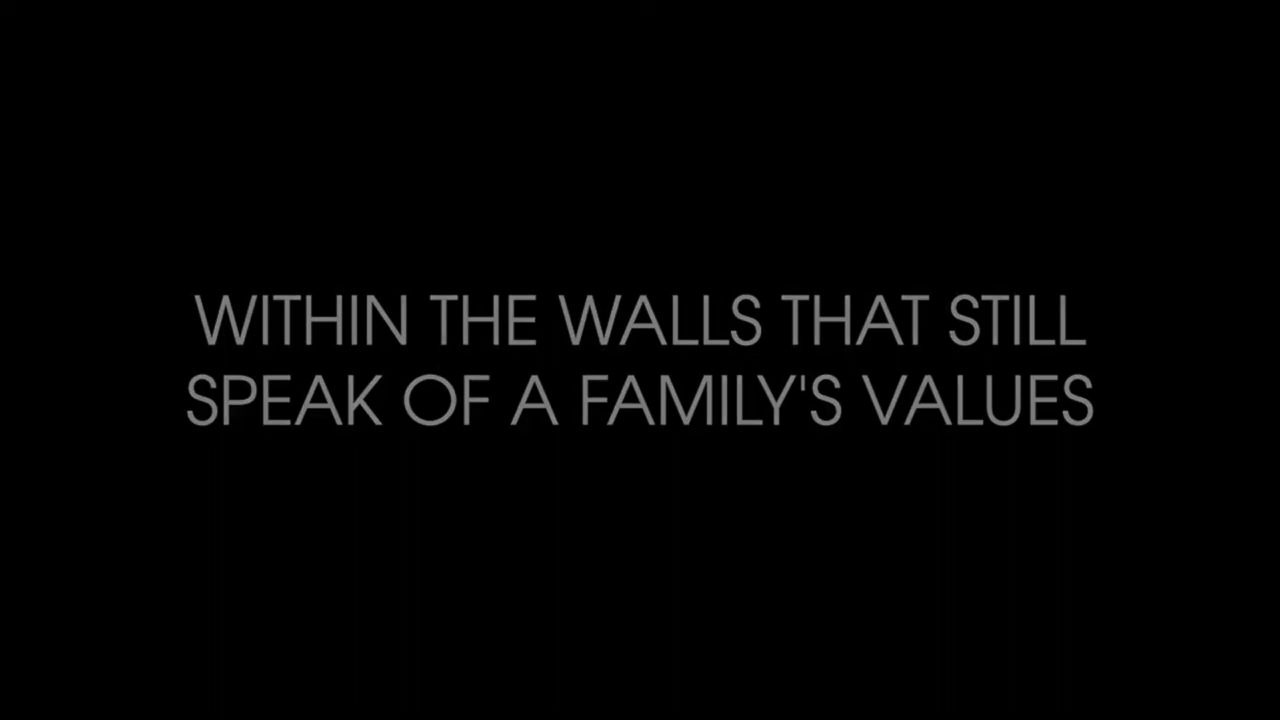 WITHIN THE WALLS THAT STILL
SPEAK OF A FAMILY'S VALUES